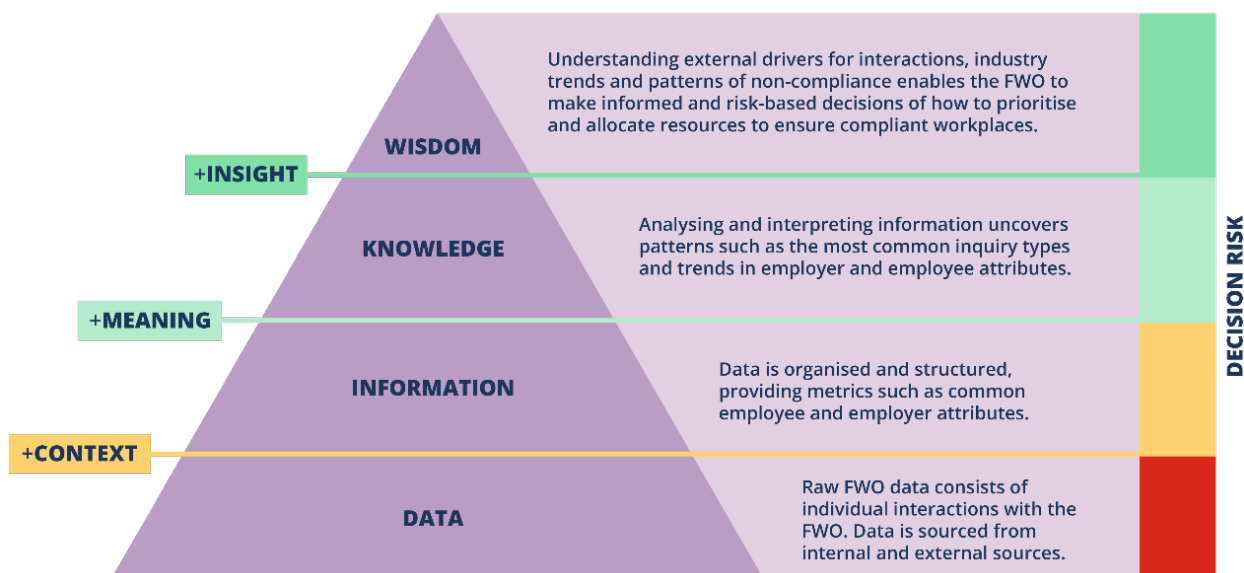 Understanding external drivers for interactions, industry
trends and patterns of non-compliance enables the FWO to
make informed and risk-based decisions of how to prioritise
and allocate resources to ensure compliant workplaces.
WISDOM
+INSIGHT
KNOWLEDGE
Analysing and interpreting information uncovers
patterns such as the most common inquiry types
and trends in employer and employee attributes.
+MEANING
INFORMATION
Data is organised and structured,
providing metrics such as common
employee and employer attributes.
+CONTEXT
DATA
Raw FWO data consists of
individual interactions with the
FWO. Data is sourced from
internal and external sources.
DECISION RISK